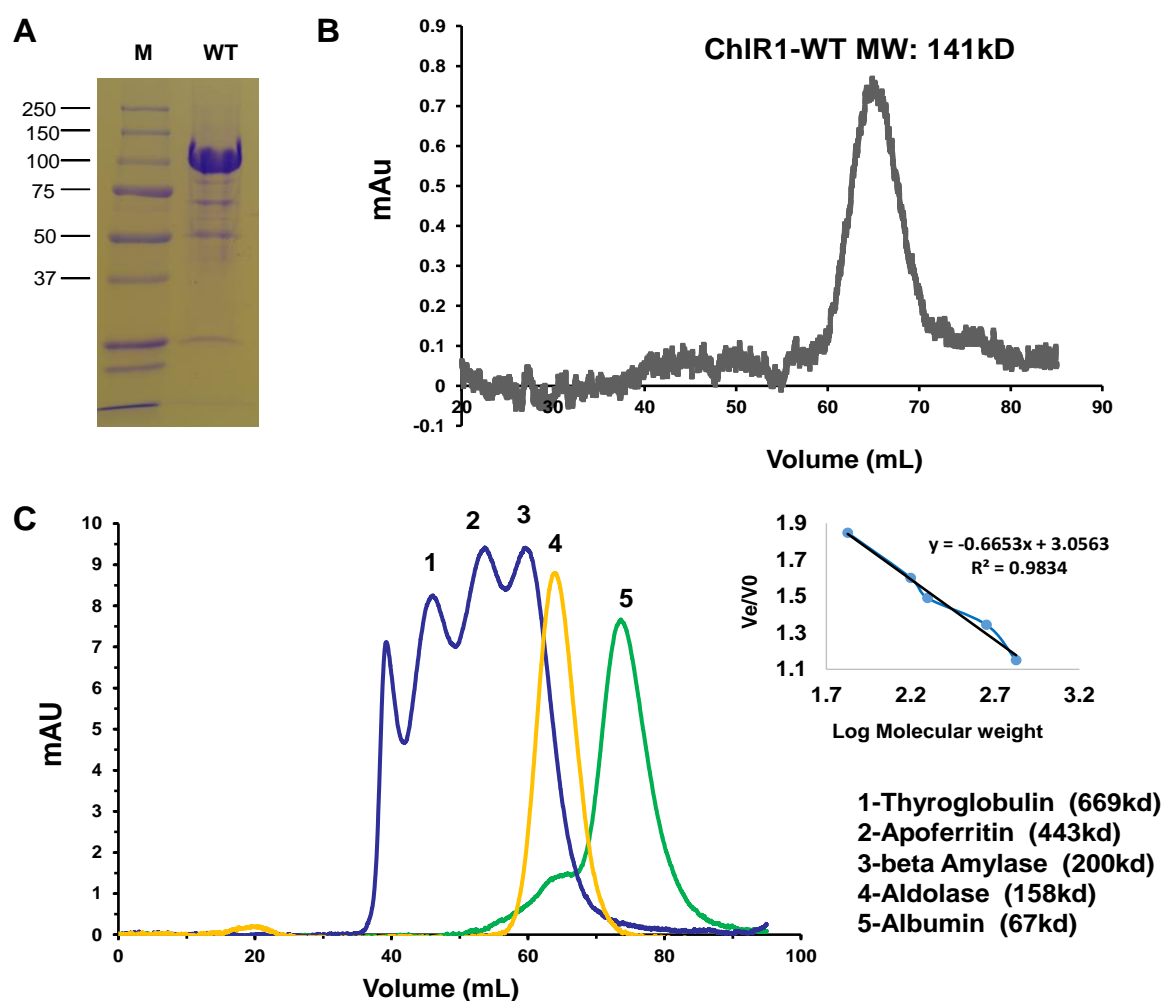 A
M WT
250
150
100
75
50
37
B
ChlR1-WT MW: 141kD
0.9
0.8
0.7
0.6
0.5
0.4
0.3
0.2
0.1
0
-0.1
mAu
20 30 40 50 60 70 80 90
Volume (mL)
C
1 2 3 4 5
10
9
8
7
6
5
4
3
2
1
0
mAU
0 20 40 60 80 100
Volume (mL)
1.9
1.7
1.5
1.3
1.1
Ve/V0
y = -0.6653x + 3.0563
R² = 0.9834
1.7 2.2 2.7 3.2
Log Molecular weight
1-Thyroglobulin (669kd)
2-Apoferritin (443kd)
3-beta Amylase (200kd)
4-Aldolase (158kd)
5-Albumin (67kd)